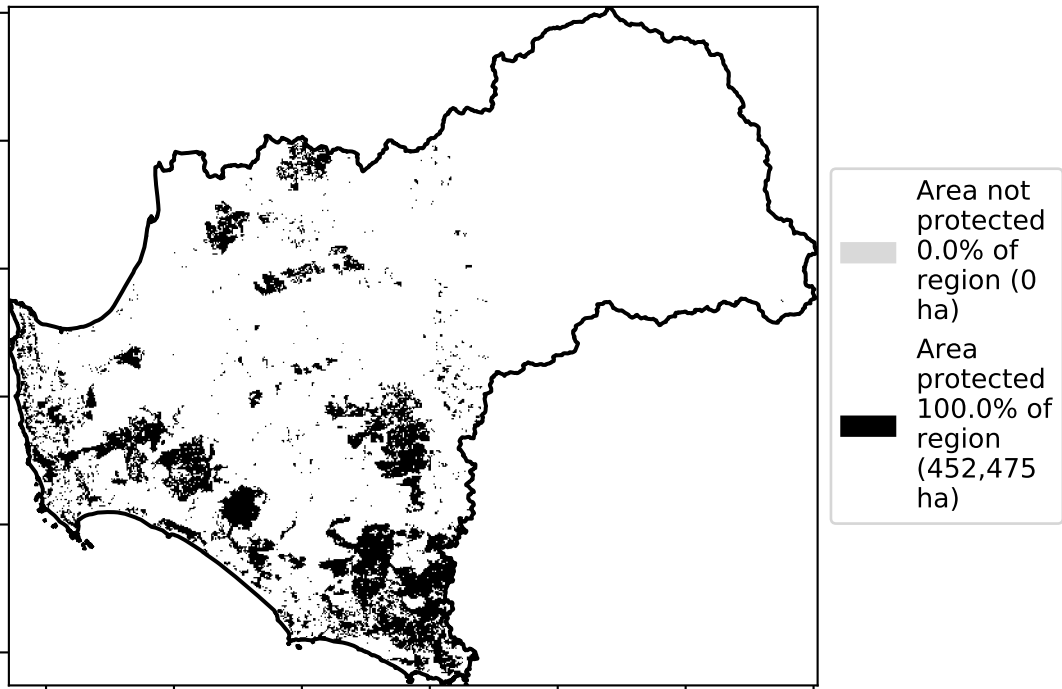 Area not
protected
0.0% of
region (0
ha)
Area
protected
100.0% of
region
(452,475
ha)